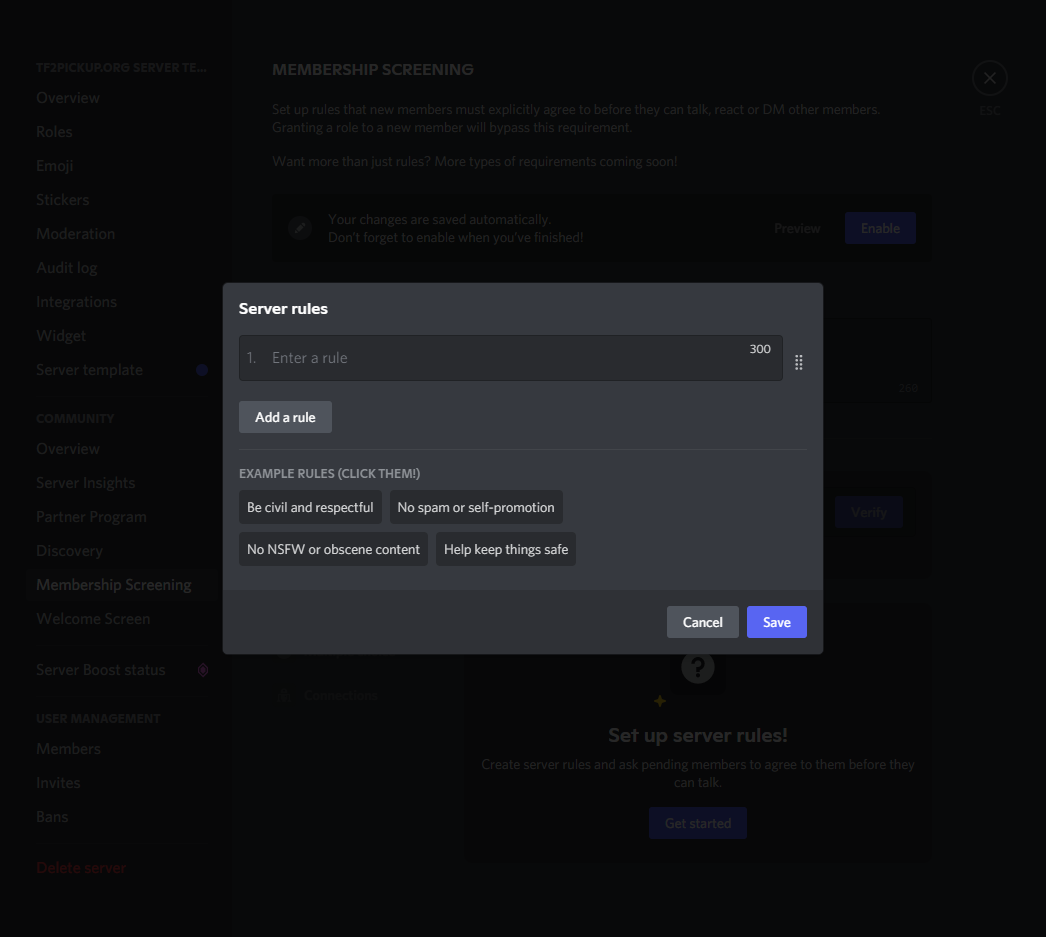 TF2PICKUP.ORG SERVER TE...
Overview
Roles
Emoji
Stickers
Moderation
Audit log
Integrations
Widget
Server template
COMMUNITY
Overview
Server Insights
Partner Program
Discovery
Membership Screening
Welcome Screen
Server Boost status
USER MANAGEMENT
Members
Invites
Bans
Delete server
MEMBERSHIP SCREENING
Set up rules that new members must explicitly agree to before they can talk, react or DM other members.
Granting a role to a new member will bypass this requirement.
Want more than just rules? More types of requirements coming soon!
ESC
Your changes are saved automatically.
Don't forget to enable when you've finished!
Preview
Enable
Server rules
1. Enter a rule
300
Add a rule
EXAMPLE RULES (CLICK THEM!)
Be civil and respectful
No spam or self-promotion
No NSFW or obscene content
Help keep things safe
Cancel
Save
Verify
Connections
Set up server rules!
Create server rules and ask pending members to agree to them before they
can talk.
Get started